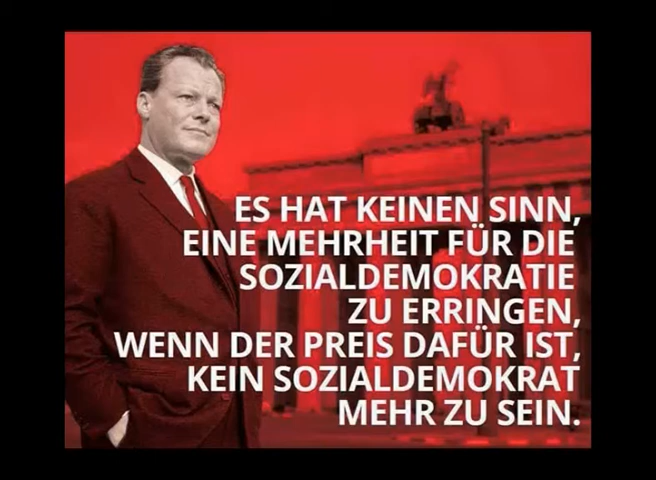 ES HAT KEINEN SINN,
EINE MEHRHEIT FÜR DIE
SOZIALDEMOKRATIE
ZU ERRINGEN,
WENN DER PREIS DAFÜR IST,
KEIN SOZIALDEMOKRAT
MEHR ZU SEIN.